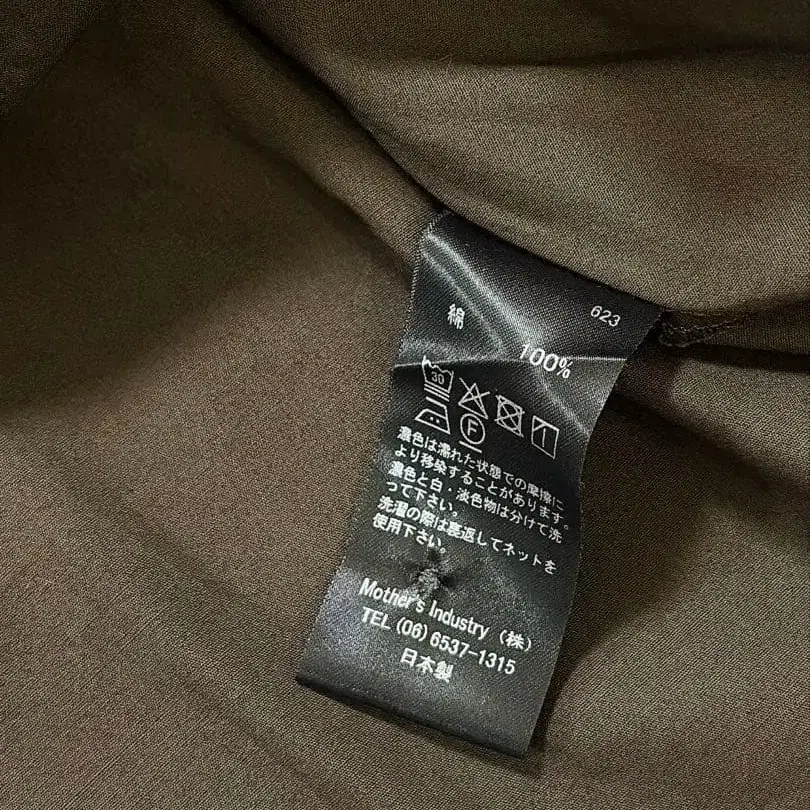 623
綿 100%
30
F
濃色は濡れた状態での摩擦に
より移染することがあります。
濃色と白・淡色物は分けて洗
って下さい。
洗濯の際は裏返してネットを
使用下さい。
Mother's Industry (株)
TEL (06) 6537-1315
日本製